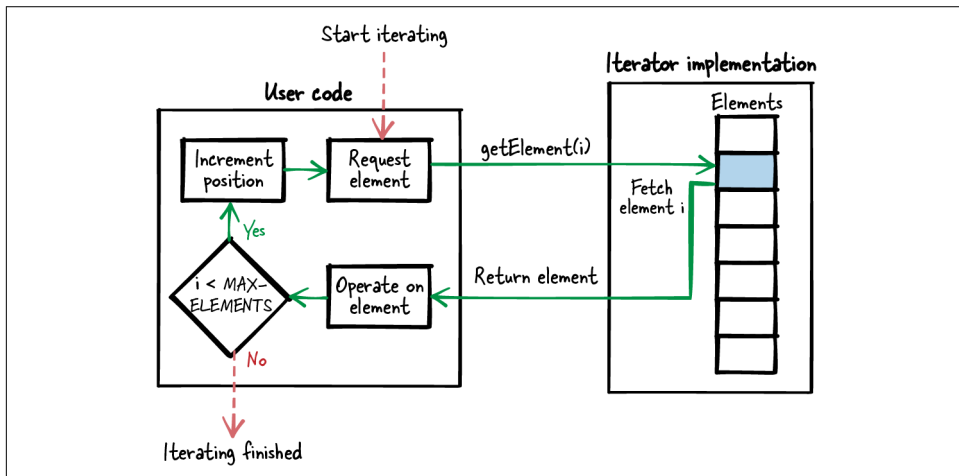 Start iterating
Iterator implementation
User code
Elements
Increment
position
Request
element
getElement(i)
Fetch
element i
Yes
i < MAX-
ELEMENTS
Operate on
element
Return element
No
Iterating finished